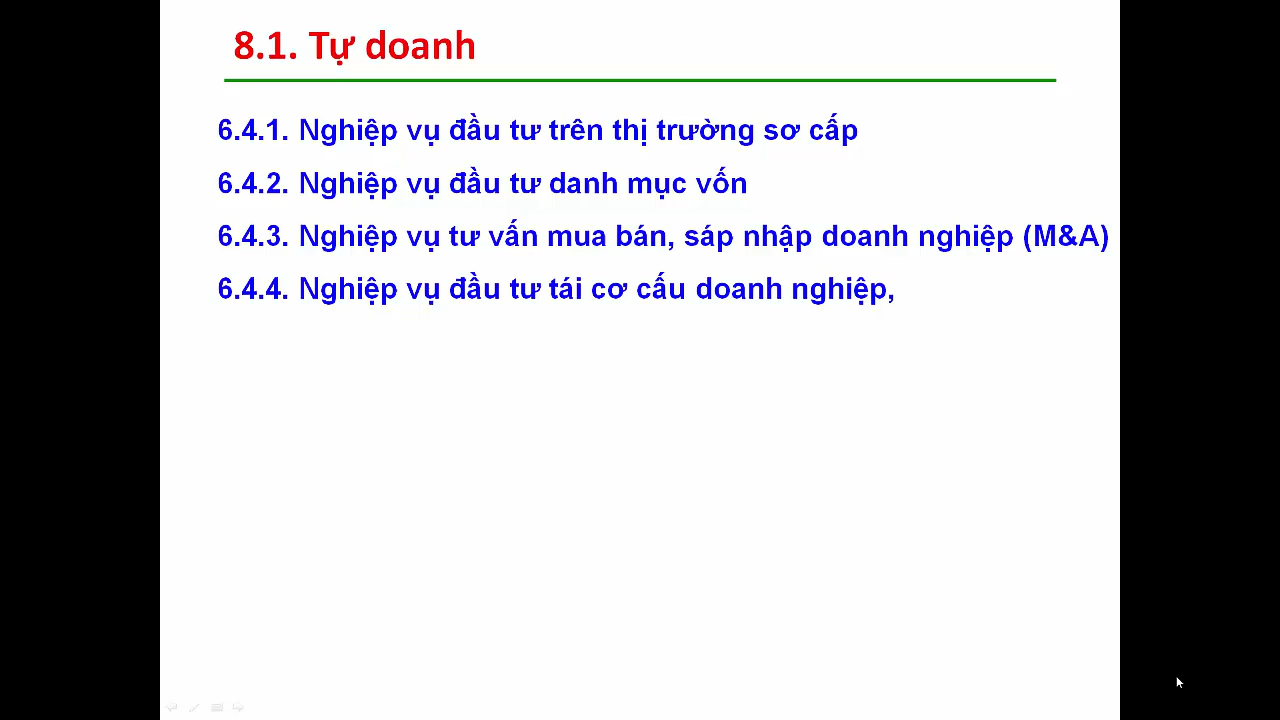 8.1. Tự doanh
6.4.1. Nghiệp vụ đầu tư trên thị trường sơ cấp
6.4.2. Nghiệp vụ đầu tư danh mục vốn
6.4.3. Nghiệp vụ tư vấn mua bán, sáp nhập doanh nghiệp (M&A)
6.4.4. Nghiệp vụ đầu tư tái cơ cấu doanh nghiệp,